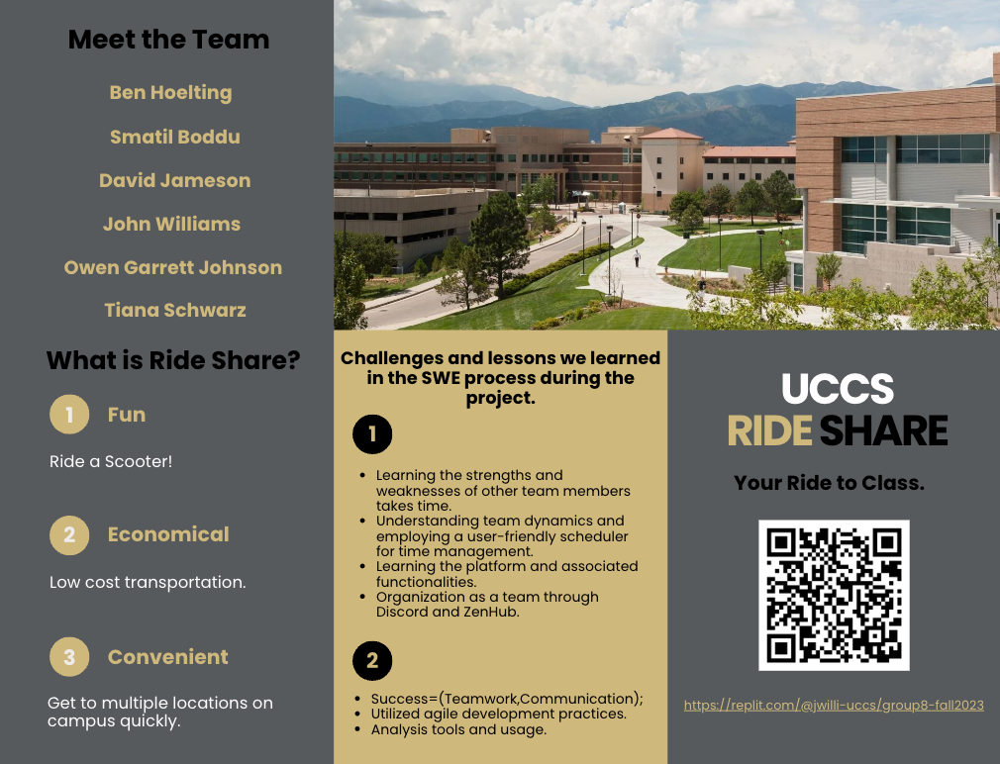 Meet the Team
Ben Hoelting
Smatil Boddu
David Jameson
John Williams
Owen Garrett Johnson
Tiana Schwarz
What is Ride Share?
1 Fun
Ride a Scooter!
2 Economical
Low cost transportation.
3 Convenient
Get to multiple locations on
campus quickly.
Challenges and lessons we learned
in the SWE process during the
project.
1
• Learning the strengths and
weaknesses of other team members
takes time.
• Understanding team dynamics and
employing a user-friendly scheduler
for time management.
• Learning the platform and associated
functionalities.
• Organization as a team through
Discord and ZenHub.
2
• Success=(Teamwork,Communication);
• Utilized agile development practices.
• Analysis tools and usage.
UCCS
RIDE SHARE
Your Ride to Class.
https://replit.com/@jwilli-uccs/group8-fall2023